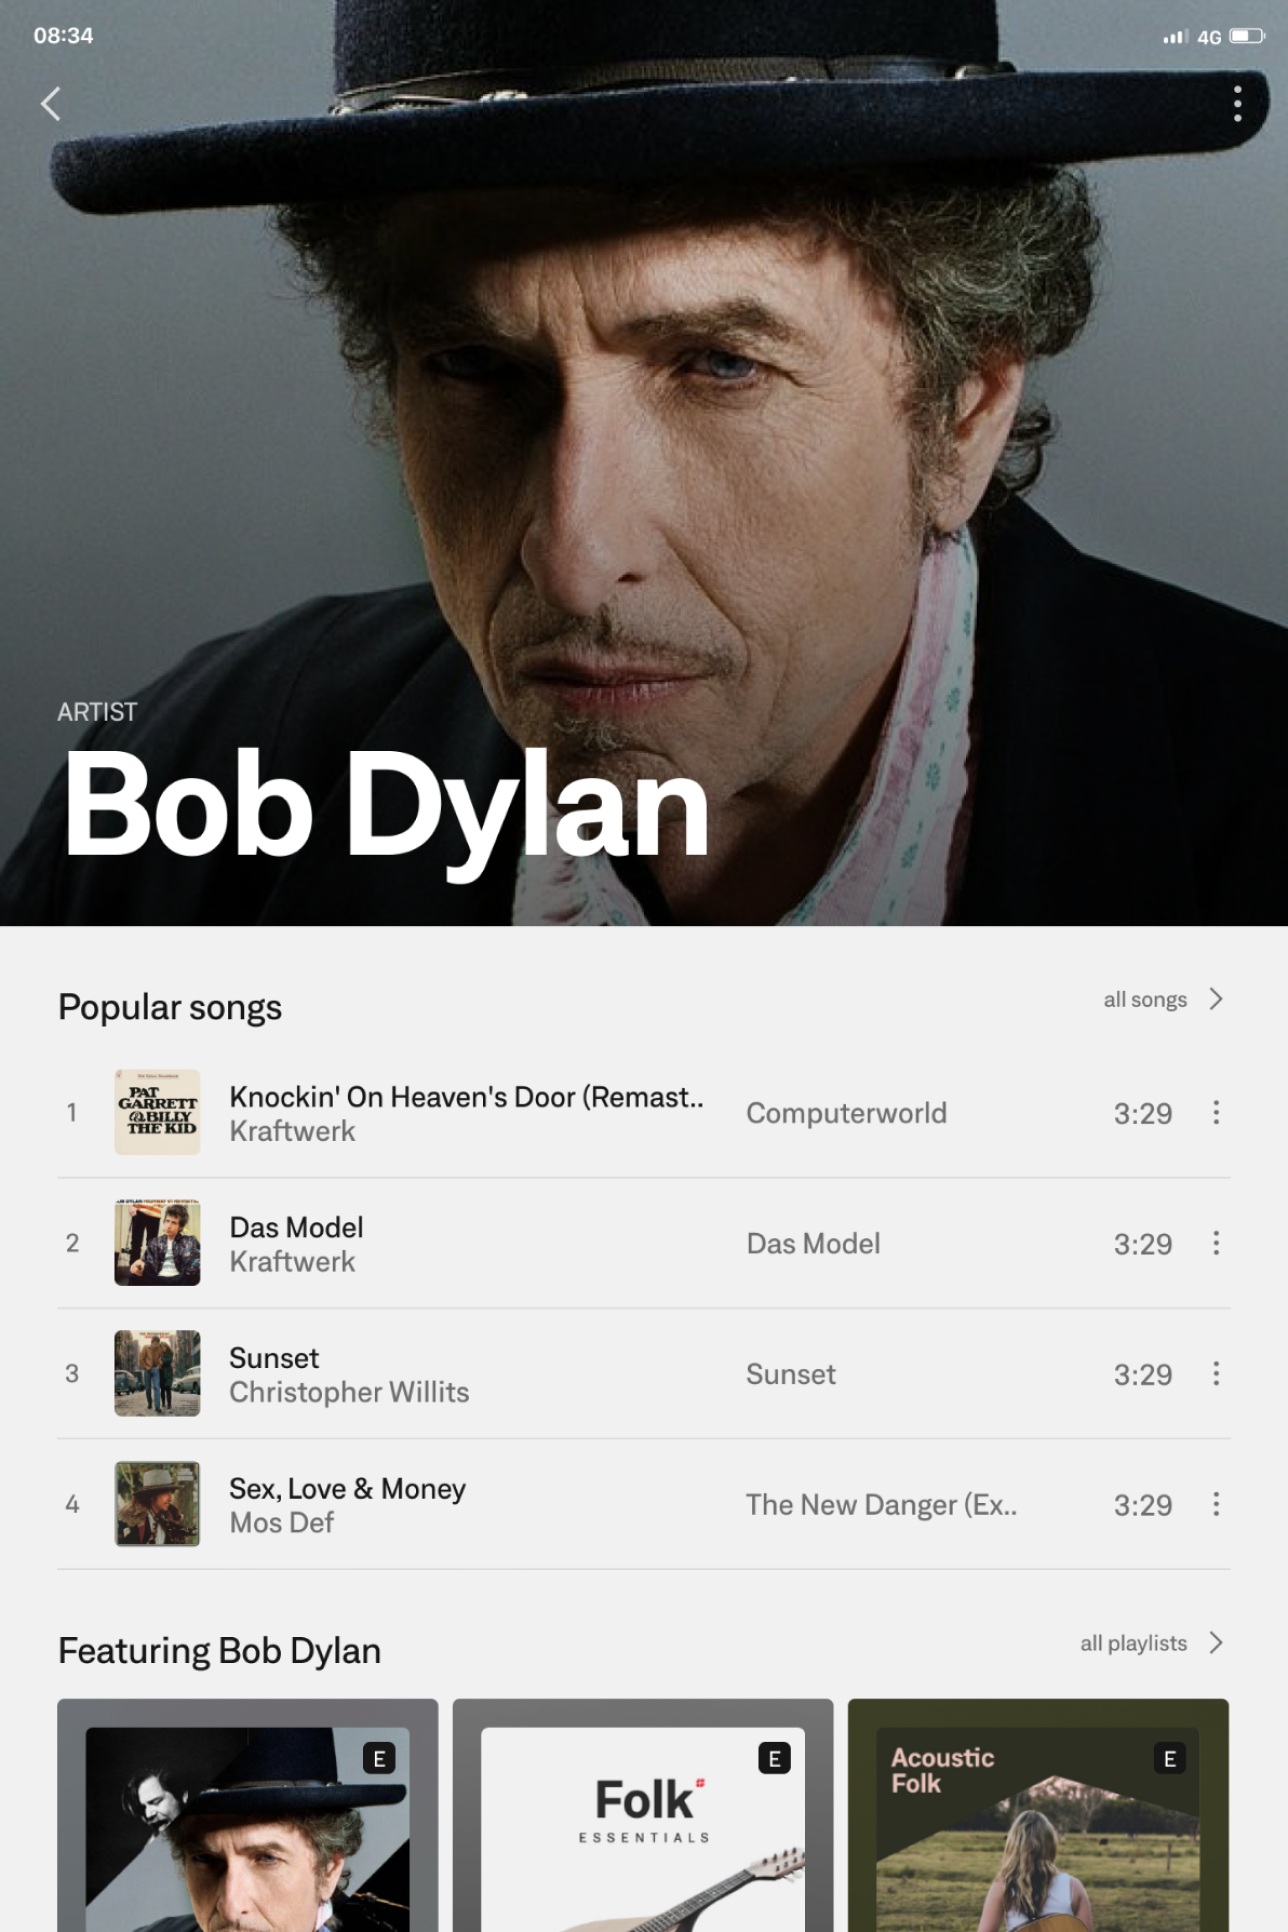 08:34
4G
ARTIST
Bob Dylan
Popular songs
all songs
1
PAT
GARRETT
&BILLY
THE KID
Knockin' On Heaven's Door (Remast..
Kraftwerk
Computerworld
3:29
2
Das Model
Kraftwerk
Das Model
3:29
3
Sunset
Christopher Willits
Sunset
3:29
4
Sex, Love & Money
Mos Def
The New Danger (Ex..
3:29
Featuring Bob Dylan
all playlists
E
E
Folk
ESSENTIALS
Acoustic
Folk
E